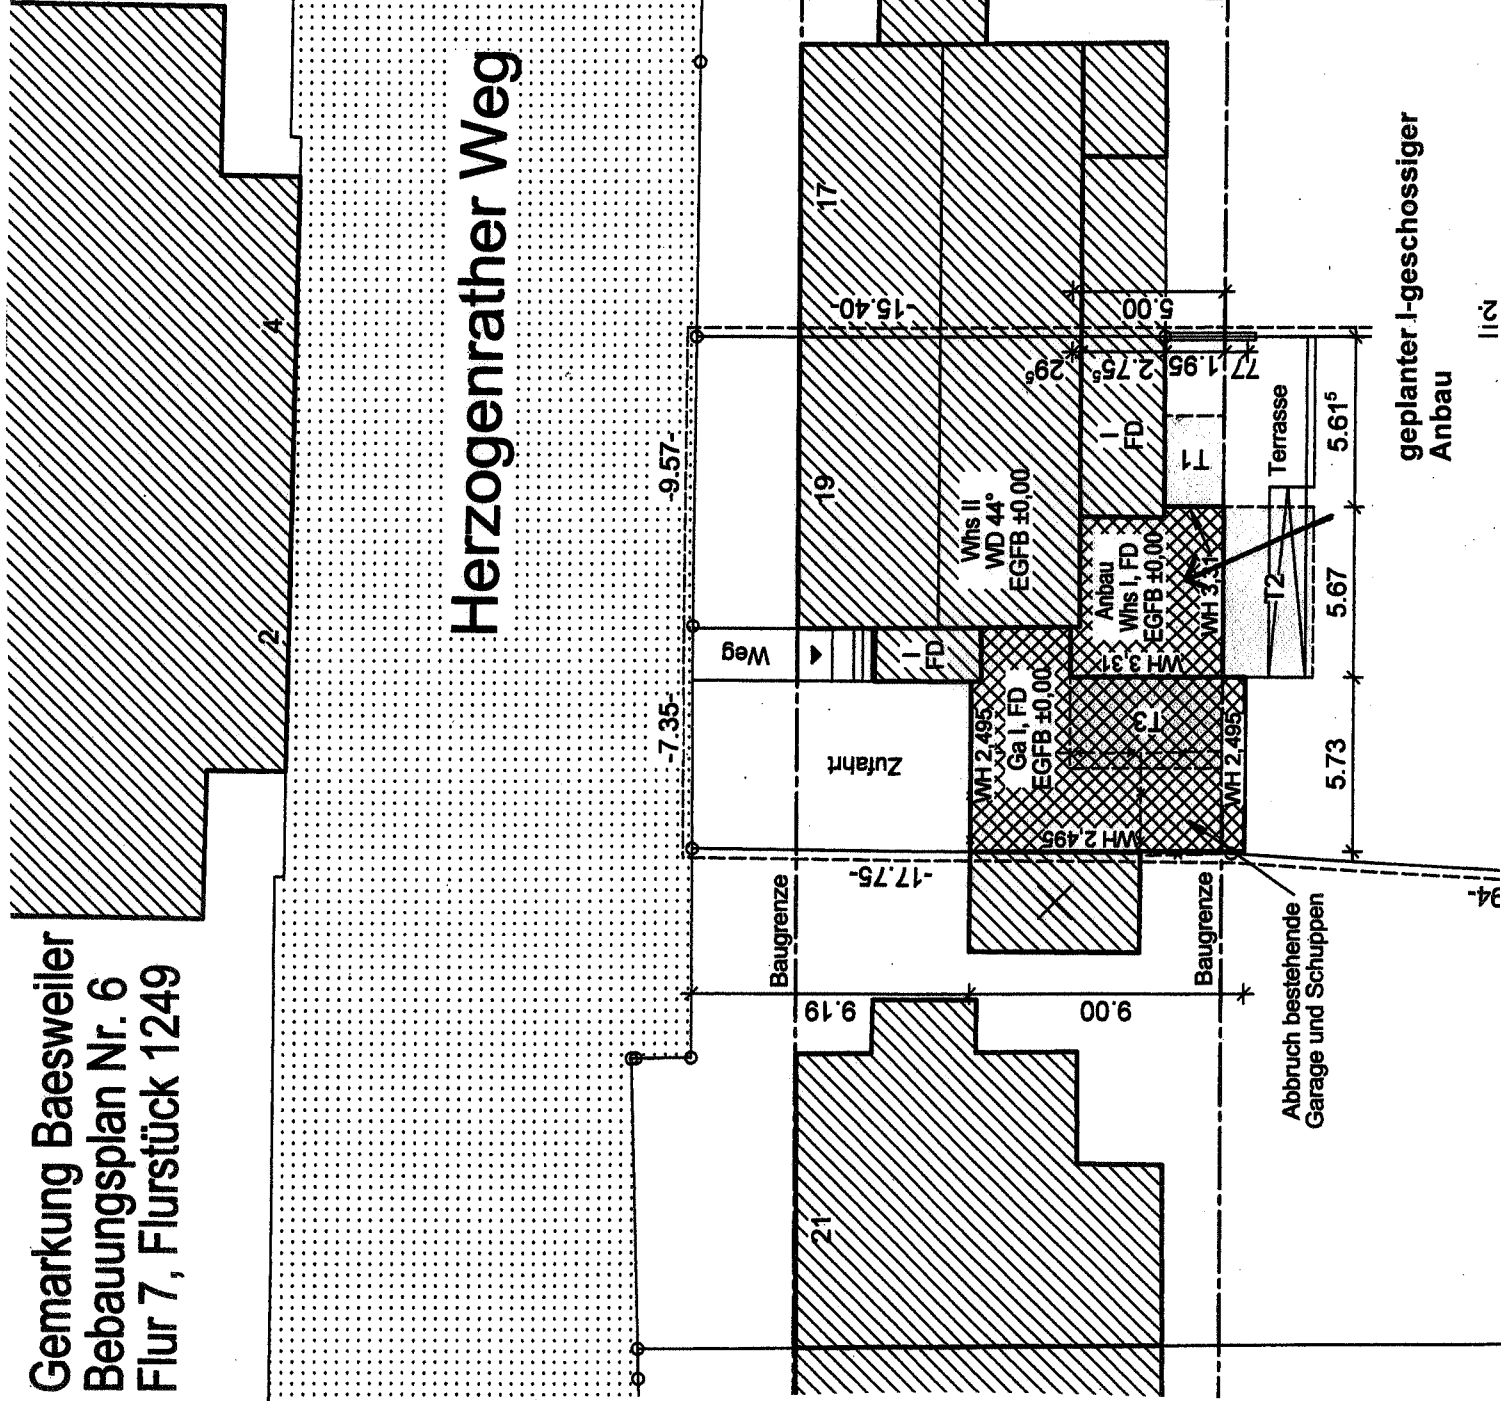 Gemarkung Baesweiler
Bebauungsplan Nr. 6
Flur 7, Flurstück 1249
Herzogenrather Weg
2
4
-7.35-
-9.57-
Weg
Zufahrt
17
19
21
-15.40-
-17.75-
Whs II
WD 44°
EGFB ±0,00
I
FD
I
FD
Ga I, FD
EGFB ±0,00
WH 2,495
WH 2,495
WH 2,495
Anbau
Whs I, FD
EGFB ±0,00
WH 3,31
WH 3,31
T1
T2
T3
Terrasse
5.00
29⁵
2.75⁵
1.95
77
5.73
5.67
5.61⁵
9.19
9.00
Baugrenze
Baugrenze
Abbruch bestehende
Garage und Schuppen
geplanter I-geschossiger
Anbau
94-